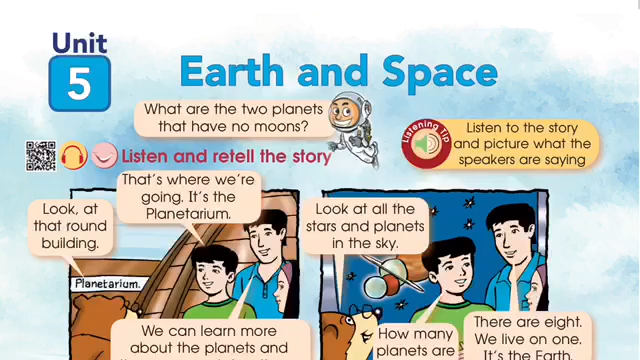 Unit
5
Earth and Space
What are the two planets
that have no moons?
Listen and retell the story
Listening Tip
Listen to the story
and picture what the
speakers are saying
Look, at
that round
building.
That's where we're
going. It's the
Planetarium.
Planetarium.
We can learn more
about the planets and
Look at all the
stars and planets
in the sky.
How many
planets are
There are eight.
We live on one.
It's the Earth.